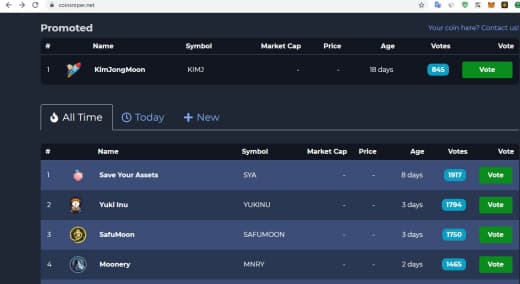 coinsniper.net
Promoted
Your coin here? Contact us!
# Name Symbol Market Cap Price Age Votes Vote
1 KimJongMoon KIMJ - - 18 days 845 Vote
All Time Today New
# Name Symbol Market Cap Price Age Votes Vote
1 Save Your Assets SYA - - 8 days 1917 Vote
2 Yuki Inu YUKINU - - 3 days 1794 Vote
3 SafuMoon SAFUMOON - - 3 days 1750 Vote
4 Moonery MNRY - - 2 days 1465 Vote